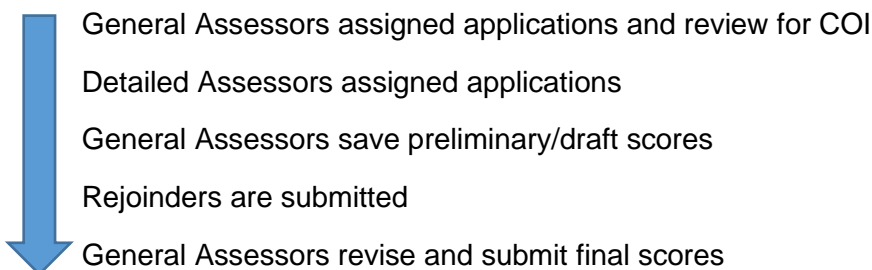 General Assessors assigned applications and review for COI
Detailed Assessors assigned applications
General Assessors save preliminary/draft scores
Rejoinders are submitted
General Assessors revise and submit final scores